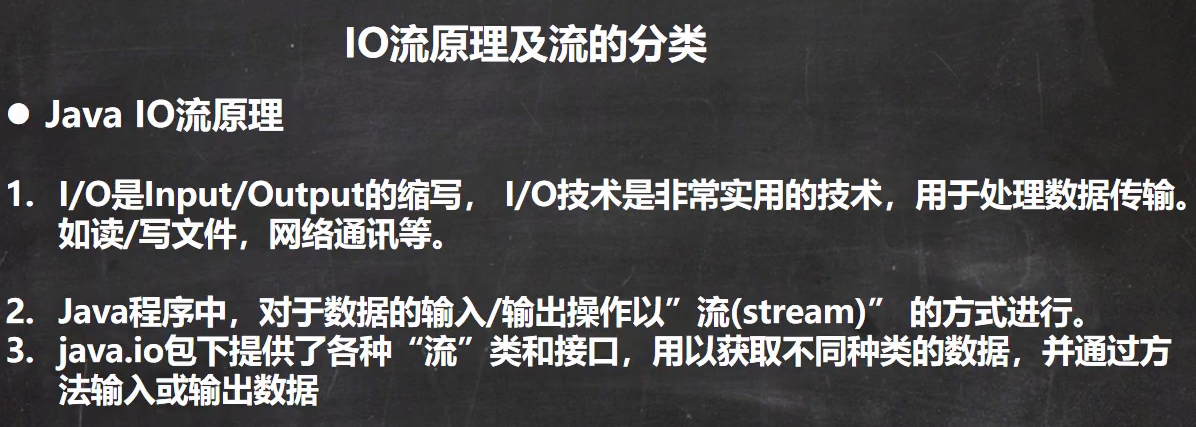 IO流原理及流的分类
● Java IO流原理
1. I/O是Input/Output的缩写， I/O技术是非常实用的技术，用于处理数据传输。
如读/写文件，网络通讯等。
2. Java程序中，对于数据的输入/输出操作以”流(stream)” 的方式进行。
3. java.io包下提供了各种“流”类和接口，用以获取不同种类的数据，并通过方
法输入或输出数据